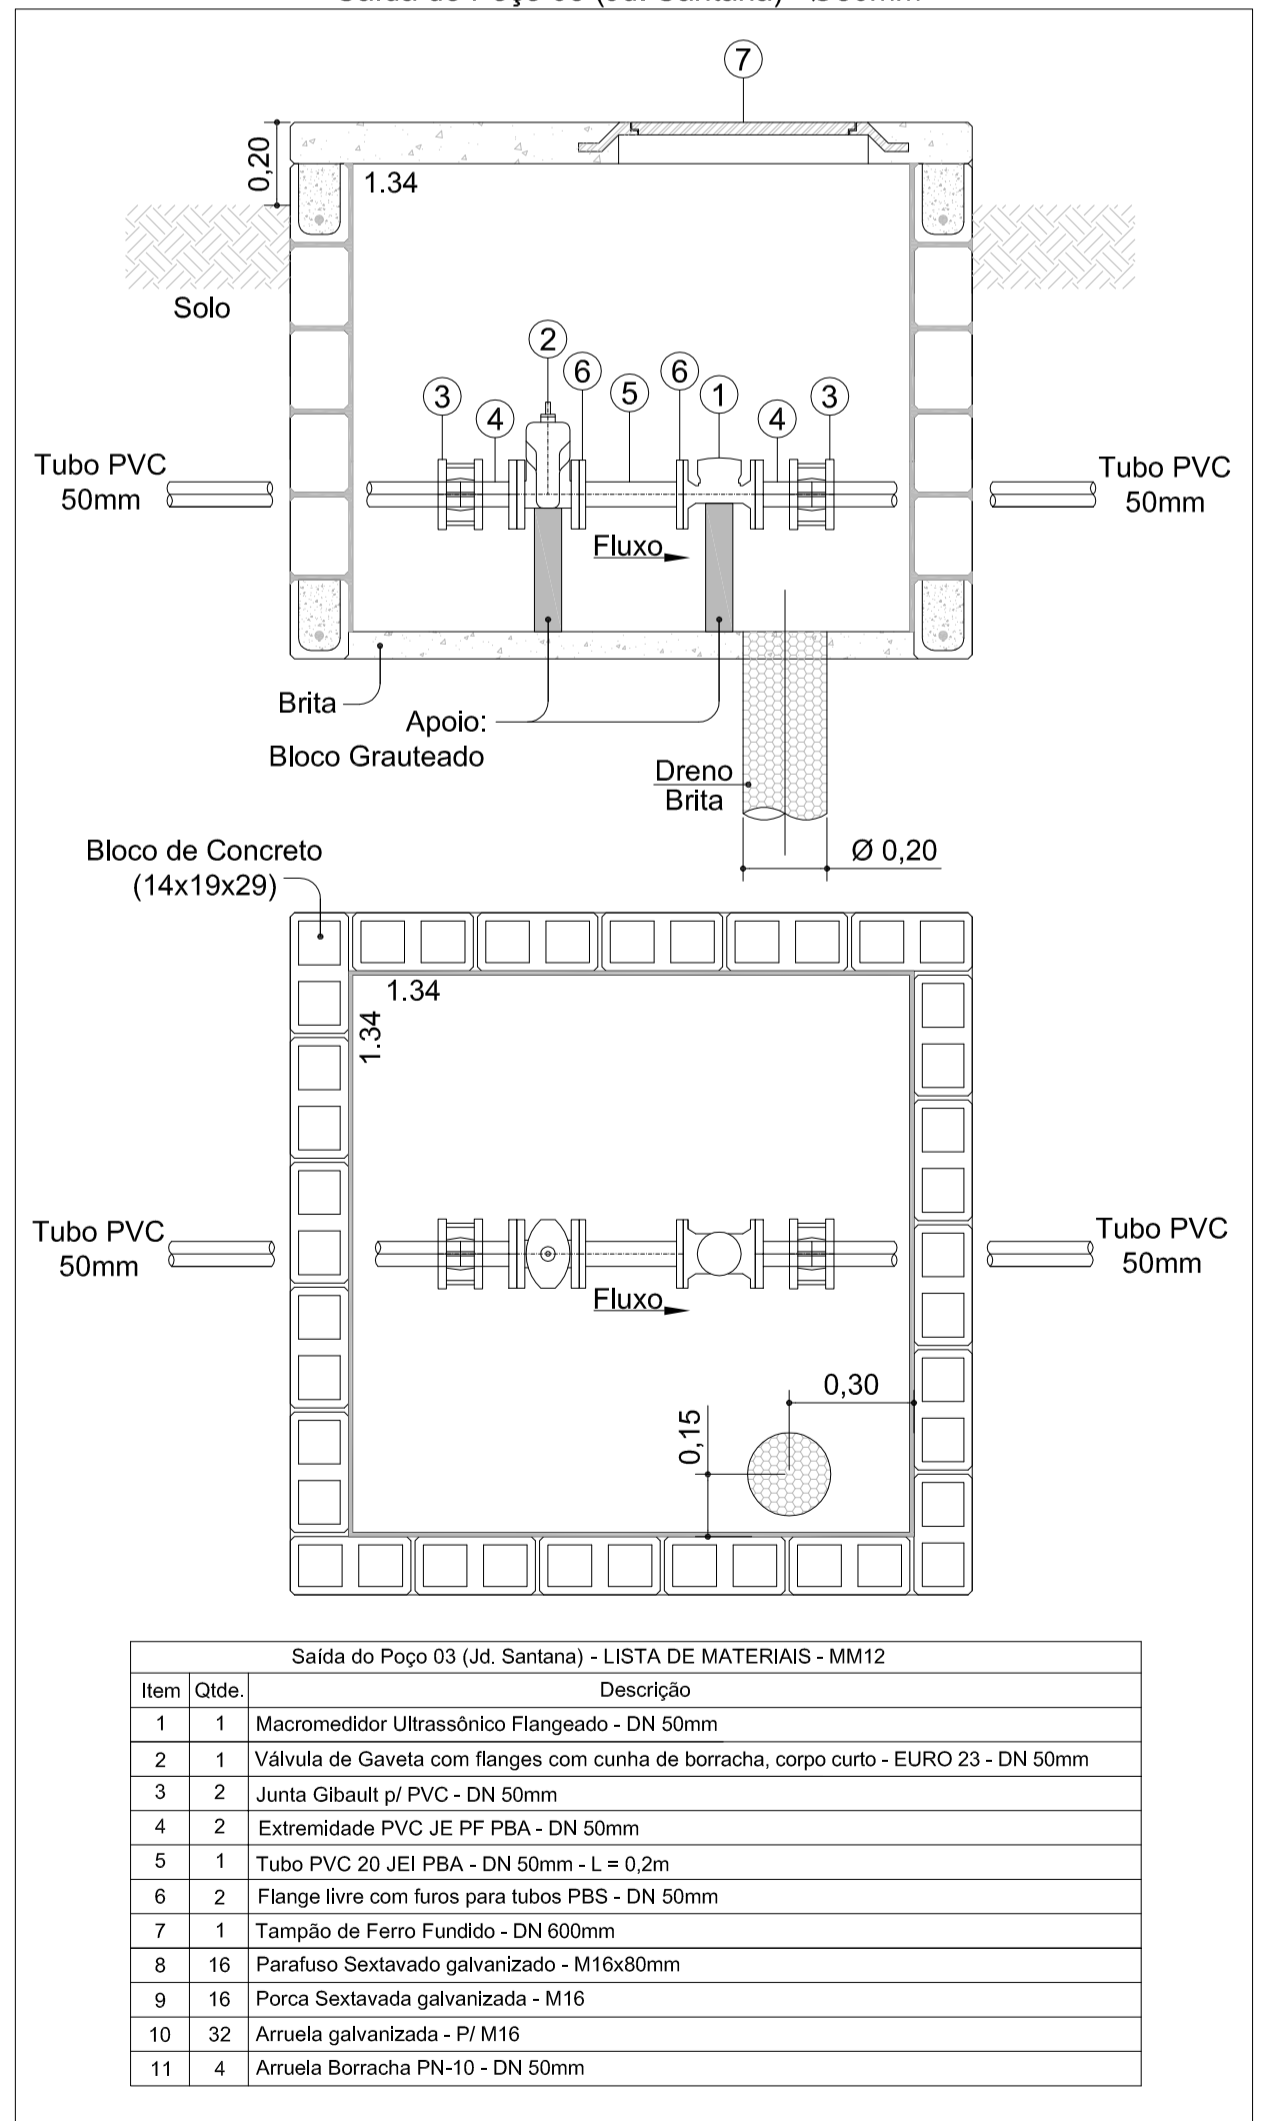 7
0,20
1.34
Solo
2
6
6
5
1
3
4
4
3
Tubo PVC
50mm
Tubo PVC
50mm
Fluxo
Brita
Apoio:
Bloco Grauteado
Dreno
Brita
Ø 0,20
Bloco de Concreto
(14x19x29)
1.34
1.34
Tubo PVC
50mm
Tubo PVC
50mm
Fluxo
0,30
0,15
Saída do Poço 03 (Jd. Santana) - LISTA DE MATERIAIS - MM12
Item Qtde. Descrição
1 1 Macromedidor Ultrassônico Flangeado - DN 50mm
2 1 Válvula de Gaveta com flanges com cunha de borracha, corpo curto - EURO 23 - DN 50mm
3 2 Junta Gibault p/ PVC - DN 50mm
4 2 Extremidade PVC JE PF PBA - DN 50mm
5 1 Tubo PVC 20 JEI PBA - DN 50mm - L = 0,2m
6 2 Flange livre com furos para tubos PBS - DN 50mm
7 1 Tampão de Ferro Fundido - DN 600mm
8 16 Parafuso Sextavado galvanizado - M16x80mm
9 16 Porca Sextavada galvanizada - M16
10 32 Arruela galvanizada - P/ M16
11 4 Arruela Borracha PN-10 - DN 50mm